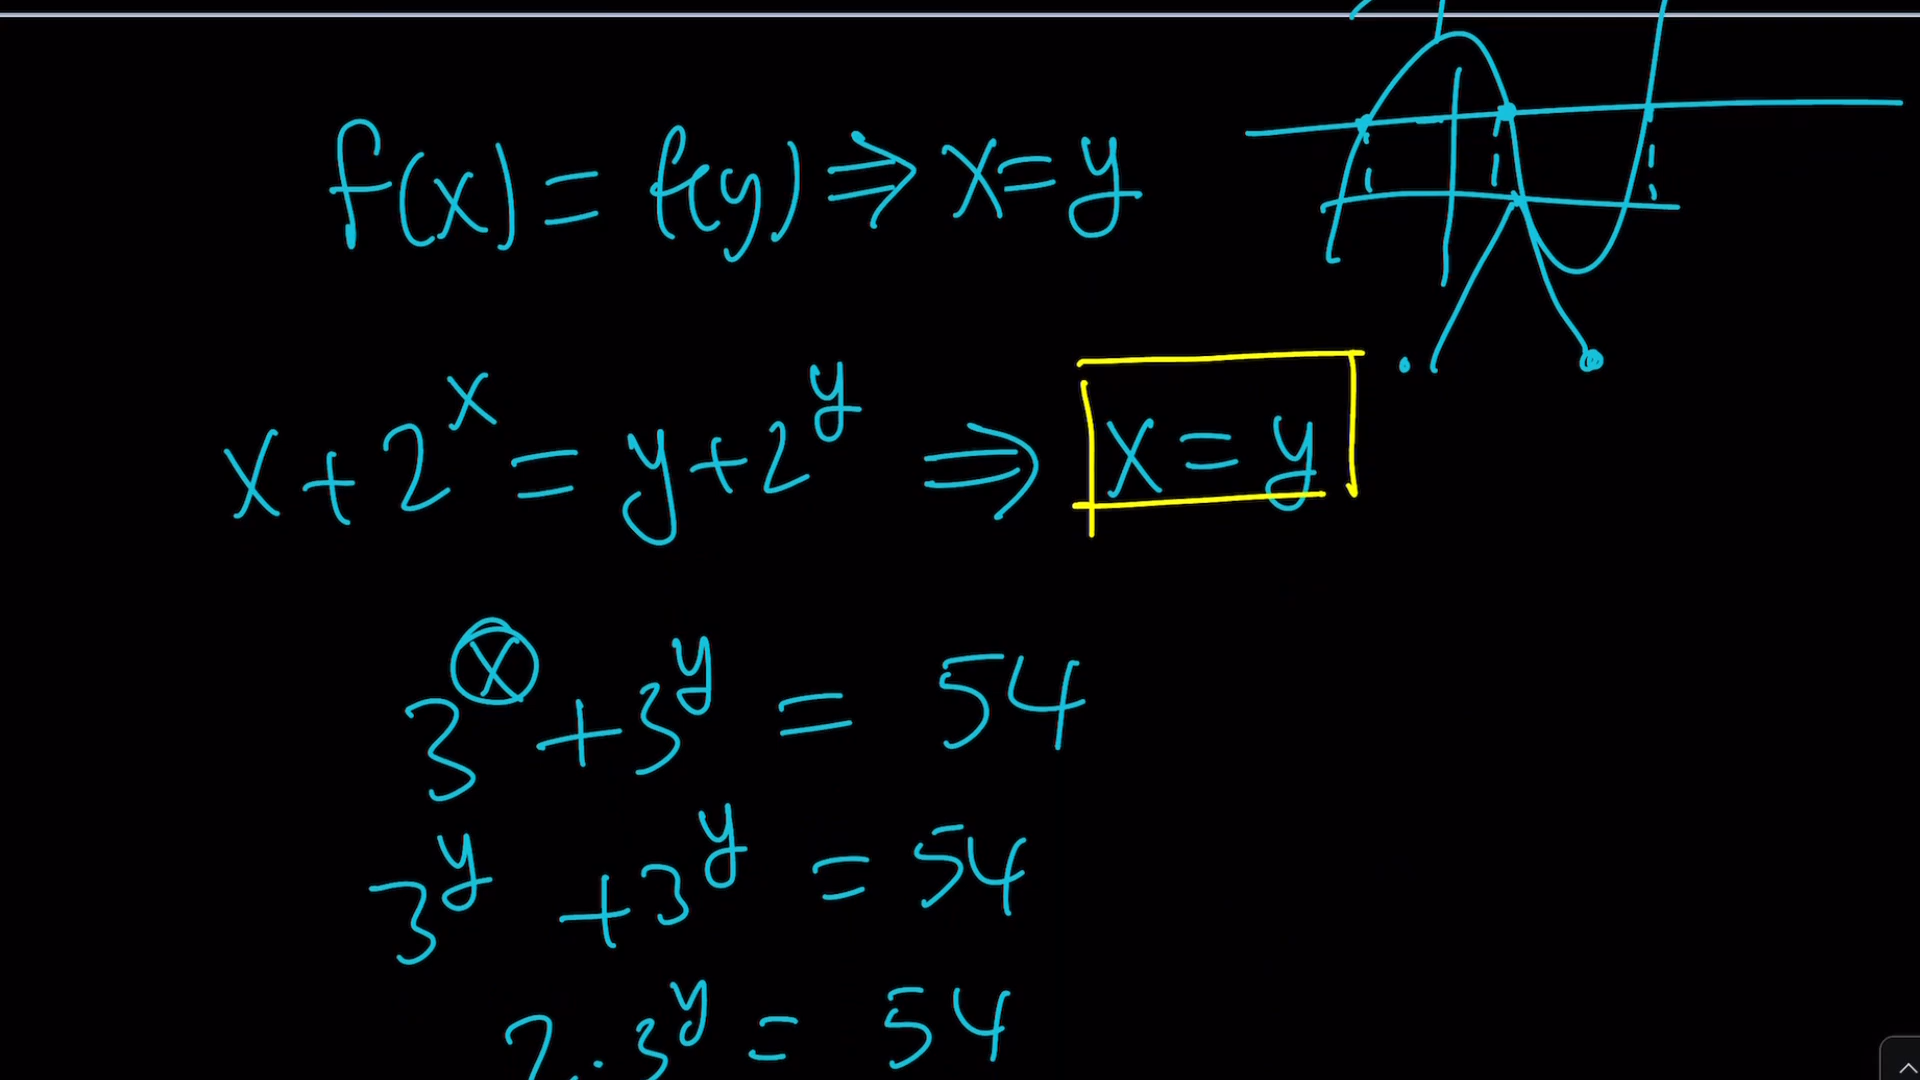 f(x) = f(y) ⇒ x = y
x + 2^x = y + 2^y ⇒ x = y
3^x + 3^y = 54
3^y + 3^y = 54
2 · 3^y = 54